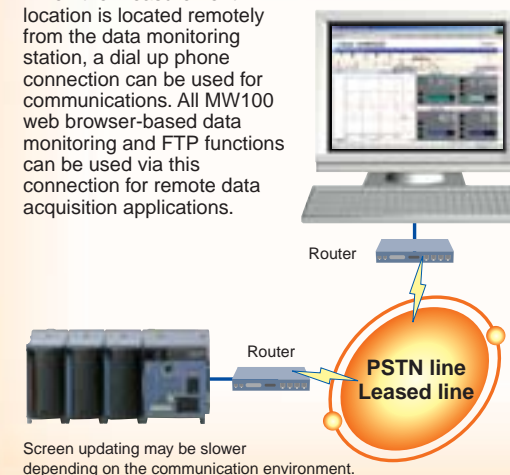 location is located remotely
from the data monitoring
station, a dial up phone
connection can be used for
communications. All MW100
web browser-based data
monitoring and FTP functions
can be used via this
connection for remote data
acquisition applications.
Router
Router
PSTN line
Leased line
Screen updating may be slower
depending on the communication environment.